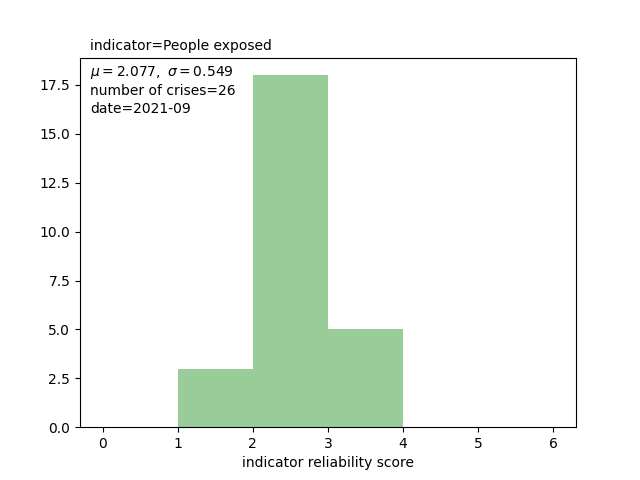 indicator=People exposed
μ = 2.077, σ = 0.549
number of crises=26
date=2021-09
17.5
15.0
12.5
10.0
7.5
5.0
2.5
0.0
0 1 2 3 4 5 6
indicator reliability score